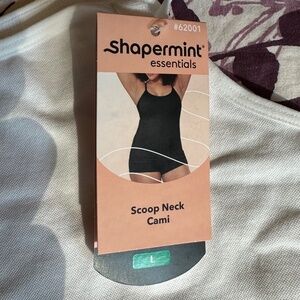 #62001
Shapermint
essentials
Scoop Neck
Cami
L